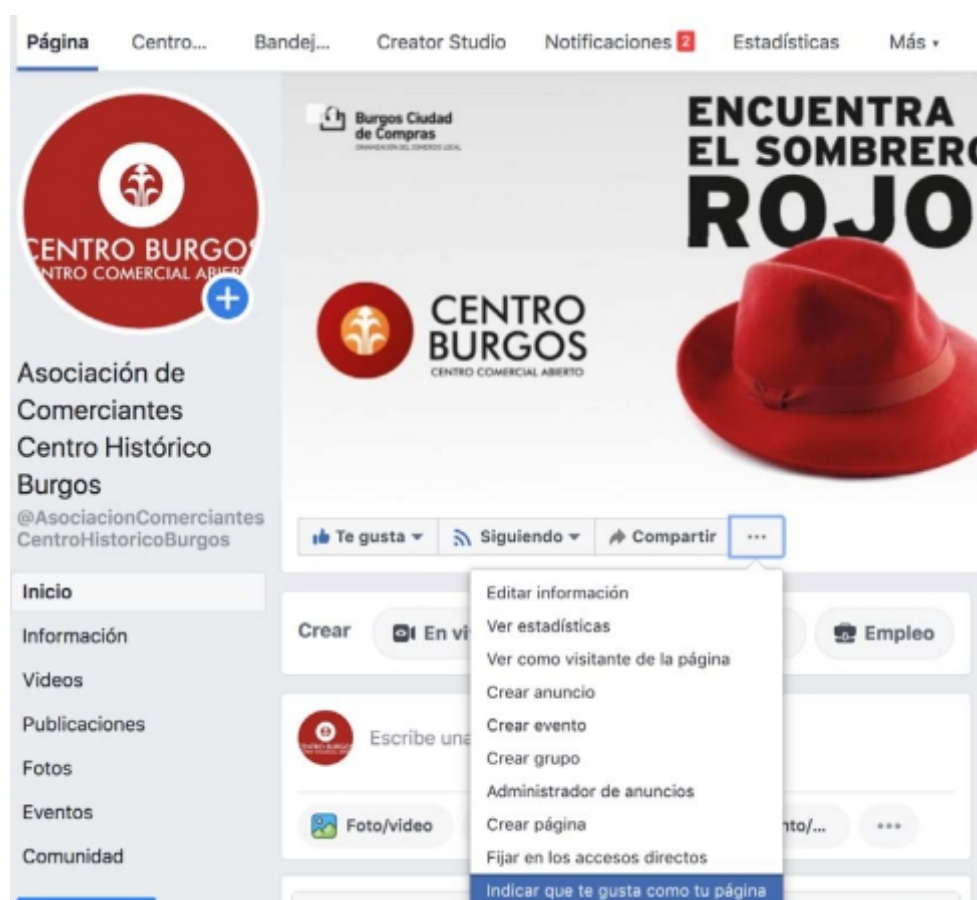 Página Centro... Bandej... Creator Studio Notificaciones 2 Estadísticas Más
Burgos Ciudad
de Compras
ENCUENTRA
EL SOMBRERO
ROJO
CENTRO BURGOS
CENTRO COMERCIAL ABIERTO
CENTRO
BURGOS
CENTRO COMERCIAL ABIERTO
Asociación de
Comerciantes
Centro Histórico
Burgos
@AsociacionComerciantes
CentroHistoricoBurgos
Te gusta Siguiendo Compartir ...
Inicio
Información
Videos
Publicaciones
Fotos
Eventos
Comunidad
Editar información
Ver estadísticas
Ver como visitante de la página
Crear anuncio
Crear evento
Crear grupo
Administrador de anuncios
Crear página
Fijar en los accesos directos
Indicar que te gusta como tu página
Crear En vi Empleo
Escribe una
Foto/video nto/... ...